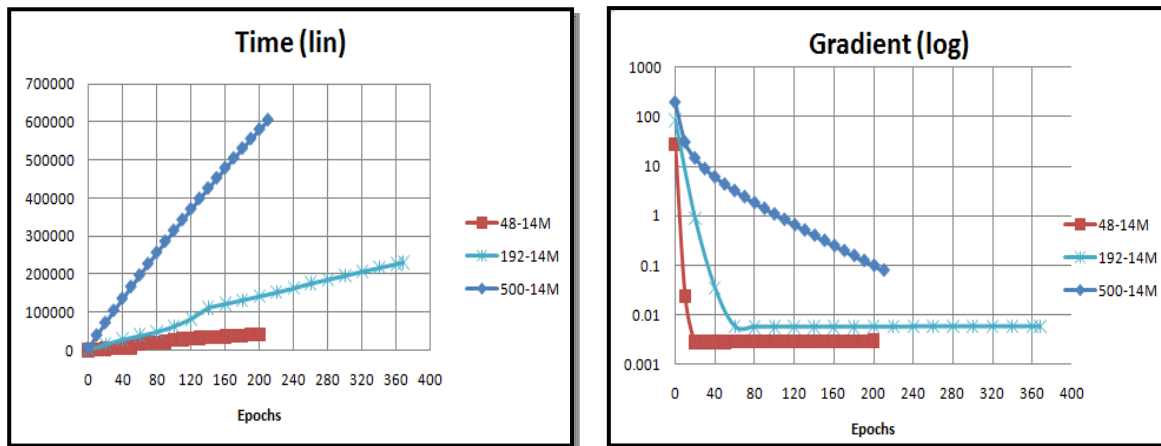 Time (lin)
700000
600000
500000
400000
300000
200000
100000
0
0 40 80 120 160 200 240 280 320 360 400
Epochs
48-14M
192-14M
500-14M
Gradient (log)
1000
100
10
1
0.1
0.01
0.001
0 40 80 120 160 200 240 280 320 360 400
Epochs
48-14M
192-14M
500-14M